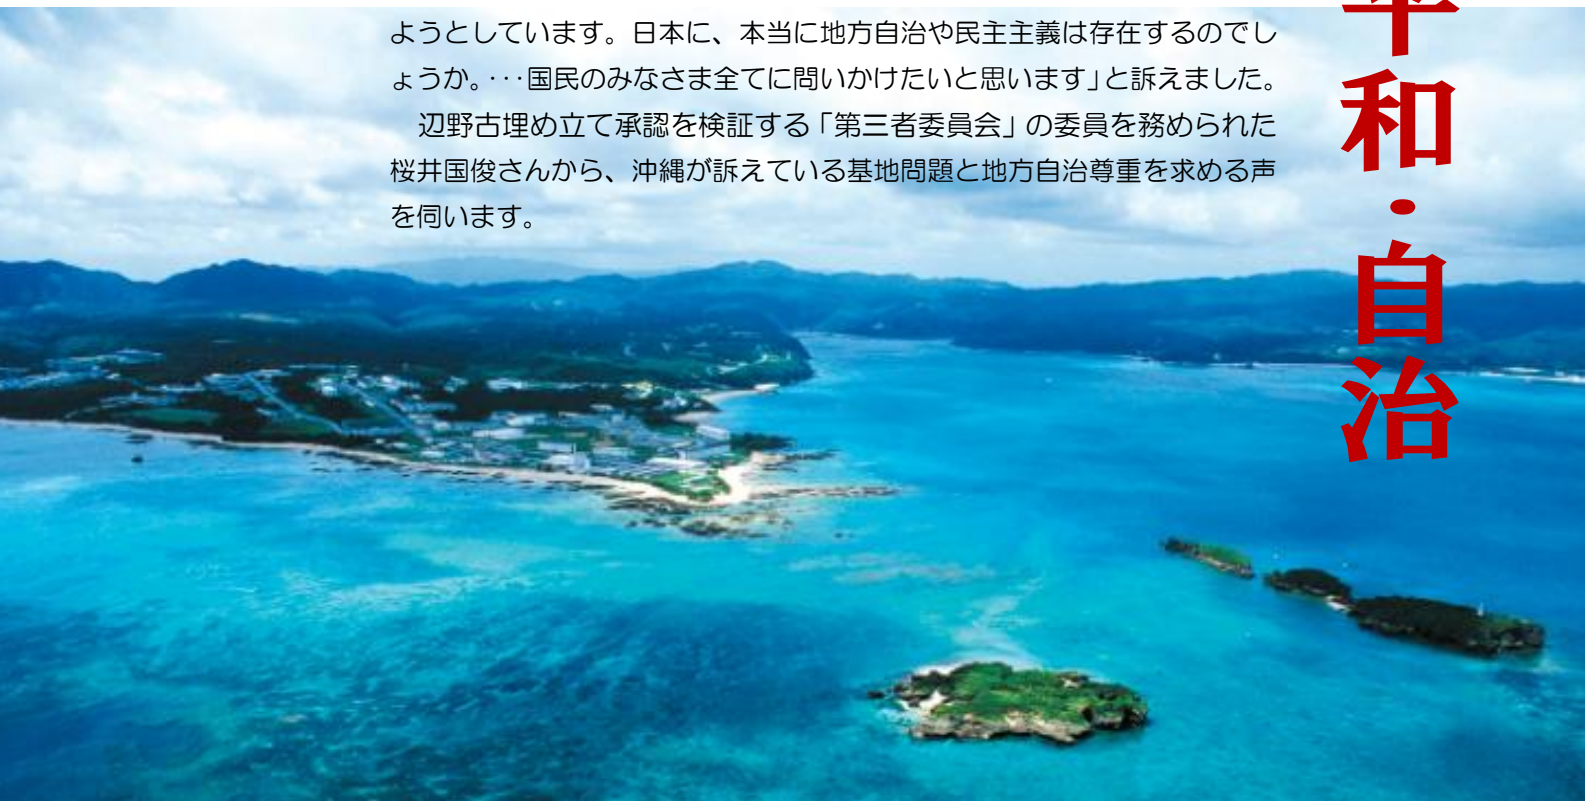 ようとしています。日本に、本当に地方自治や民主主義は存在するのでし
ょうか。･･･国民のみなさま全てに問いかけたいと思います」と訴えました。
　辺野古埋め立て承認を検証する「第三者委員会」の委員を務められた
桜井国俊さんから、沖縄が訴えている基地問題と地方自治尊重を求める声
を伺います。
平和・自治